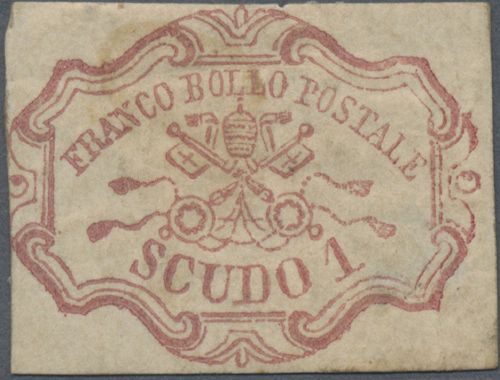 FRANCO BOLLO POSTALE
SCUDO 1